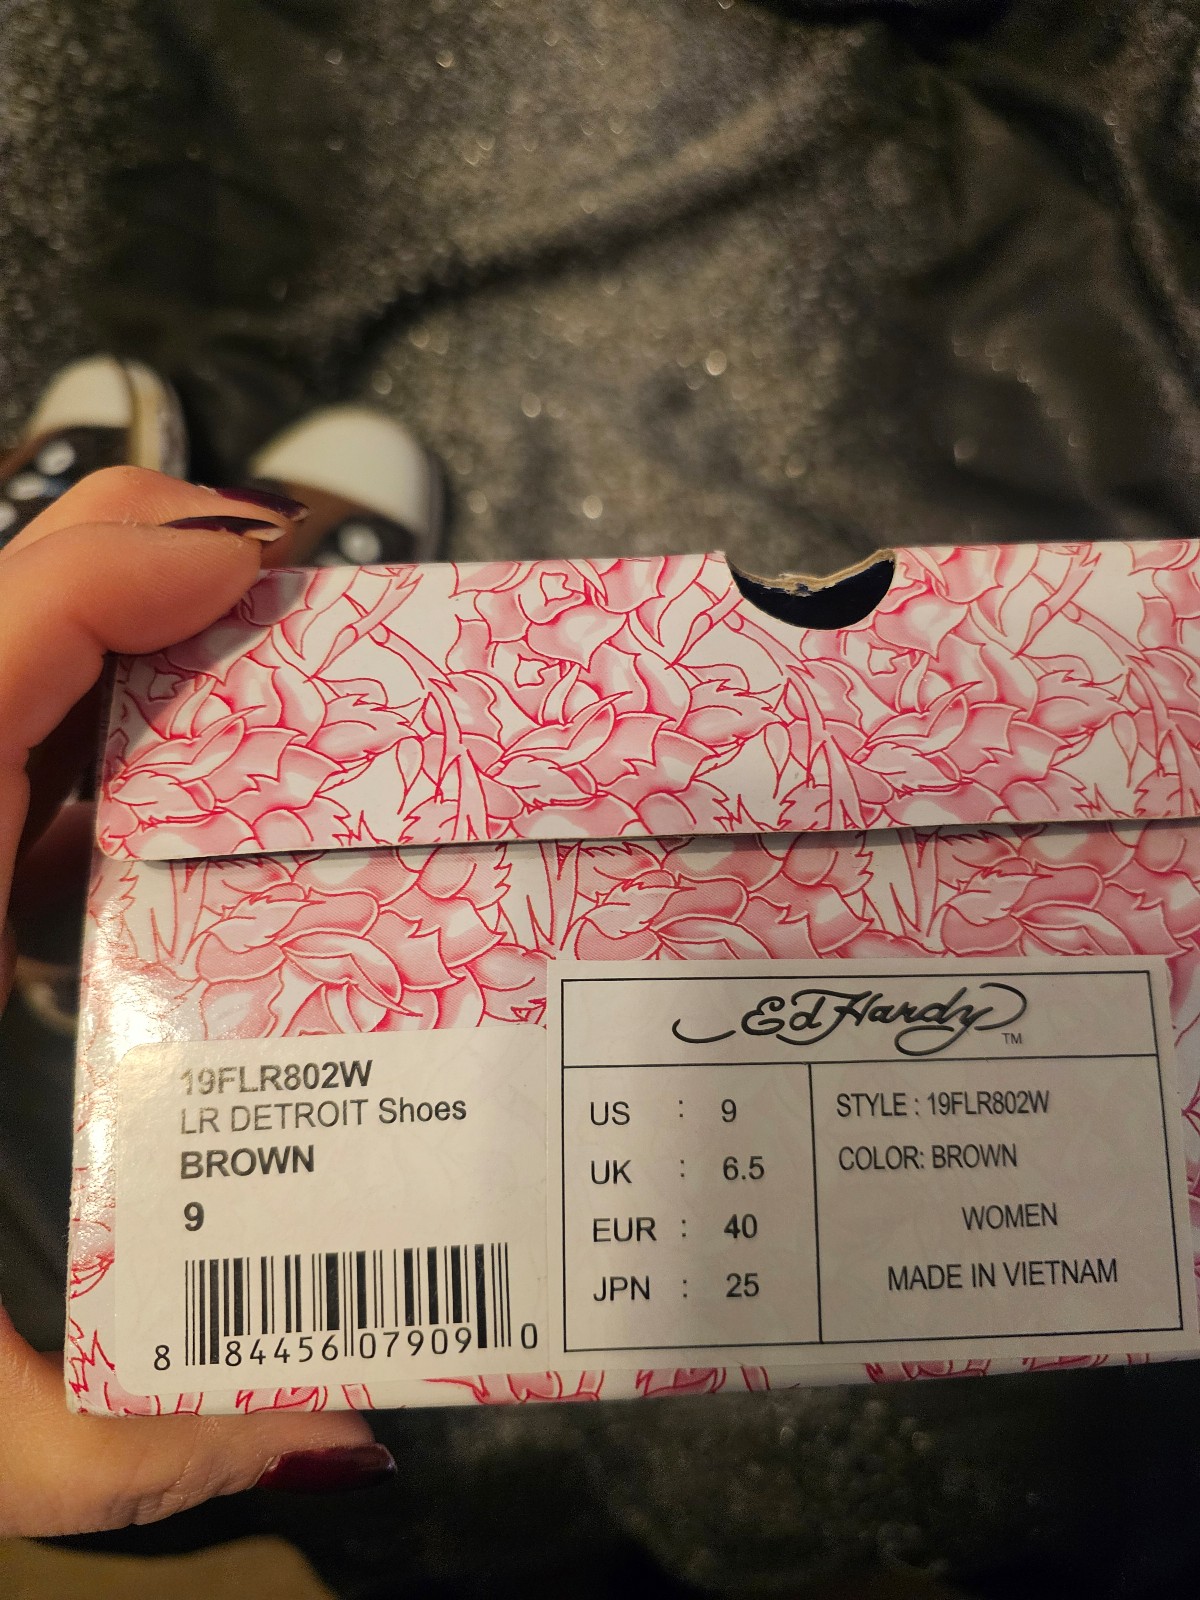 19FLR802W
LR DETROIT Shoes
BROWN
9
8 84456 07909 0
Ed Hardy TM
US : 9
UK : 6.5
EUR : 40
JPN : 25
STYLE : 19FLR802W
COLOR: BROWN
WOMEN
MADE IN VIETNAM